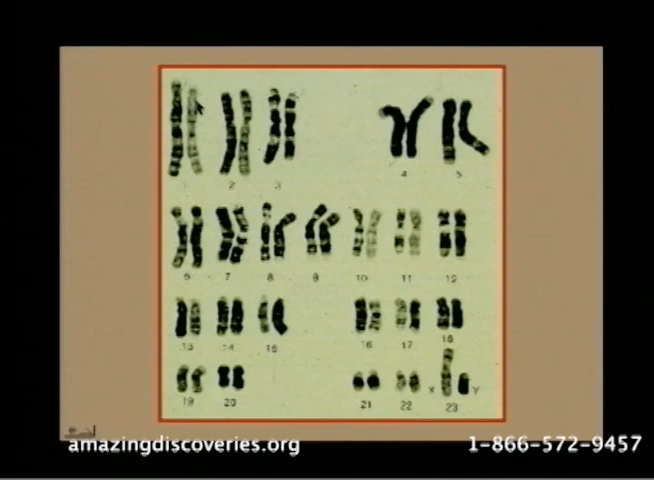 1 2 3 4 5
6 7 8 9 10 11 12
13 14 15 16 17 18
19 20 21 22 X 23 Y
amazingdiscoveries.org 1-866-572-9457